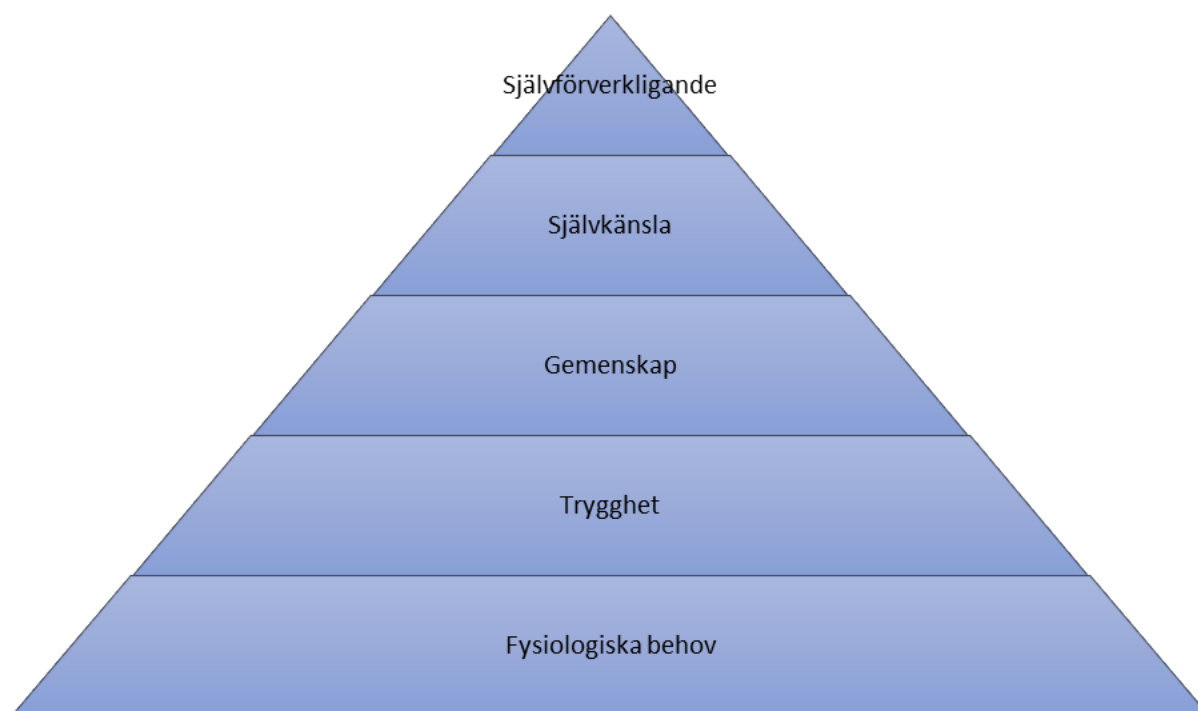 Självförverkligande
Självkänsla
Gemenskap
Trygghet
Fysiologiska behov